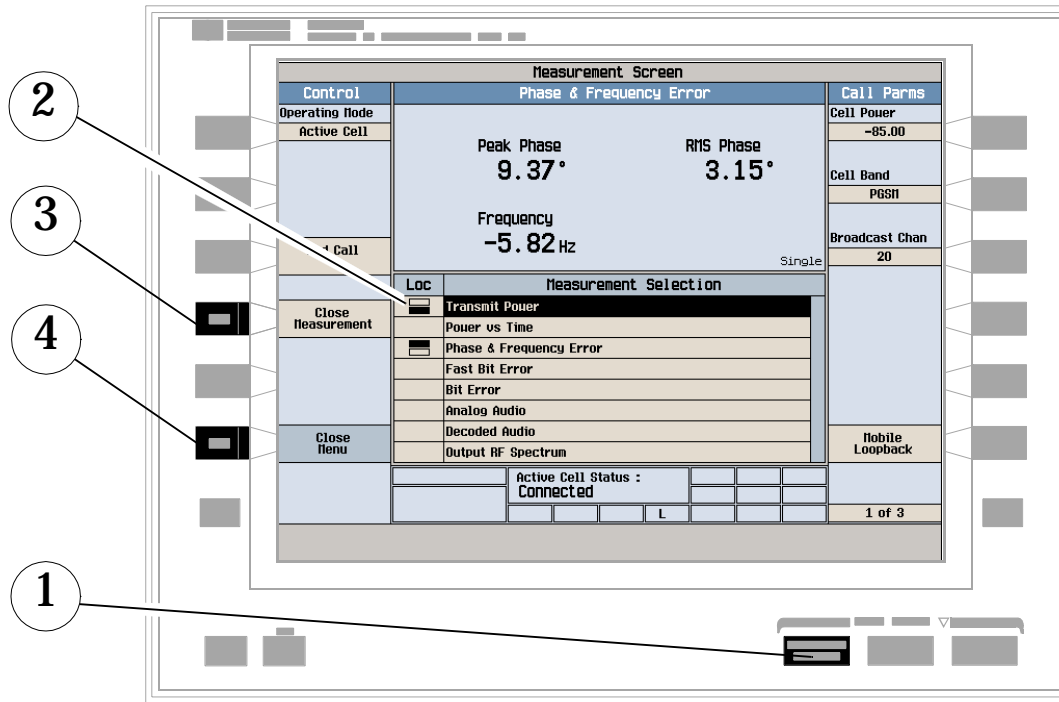 Measurement Screen
Control
Phase & Frequency Error
Call Parms
Operating Mode
Active Cell
Call
Close
Measurement
Close
Menu
Peak Phase
9.37°
RMS Phase
3.15°
Frequency
-5.82 Hz
Single
Loc
Measurement Selection
Transmit Power
Power vs Time
Phase & Frequency Error
Fast Bit Error
Bit Error
Analog Audio
Decoded Audio
Output RF Spectrum
Active Cell Status :
Connected
L
Cell Power
-85.00
Cell Band
PGSM
Broadcast Chan
20
Mobile
Loopback
1 of 3
2
3
4
1